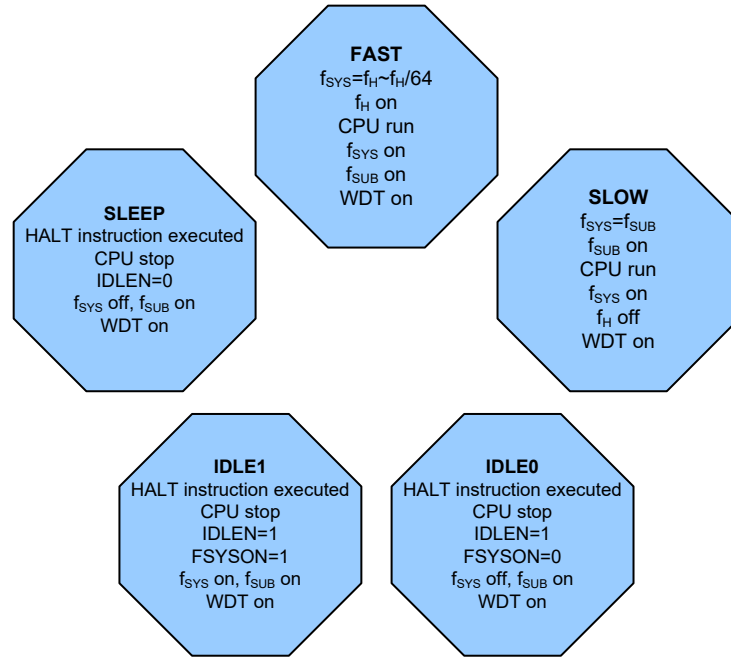 FAST
fSYS=fH~fH/64
fH on
CPU run
fSYS on
fSUB on
WDT on
SLEEP
HALT instruction executed
CPU stop
IDLEN=0
fSYS off, fSUB on
WDT on
SLOW
fSYS=fSUB
fSUB on
CPU run
fSYS on
fH off
WDT on
IDLE1
HALT instruction executed
CPU stop
IDLEN=1
FSYSON=1
fSYS on, fSUB on
WDT on
IDLE0
HALT instruction executed
CPU stop
IDLEN=1
FSYSON=0
fSYS off, fSUB on
WDT on